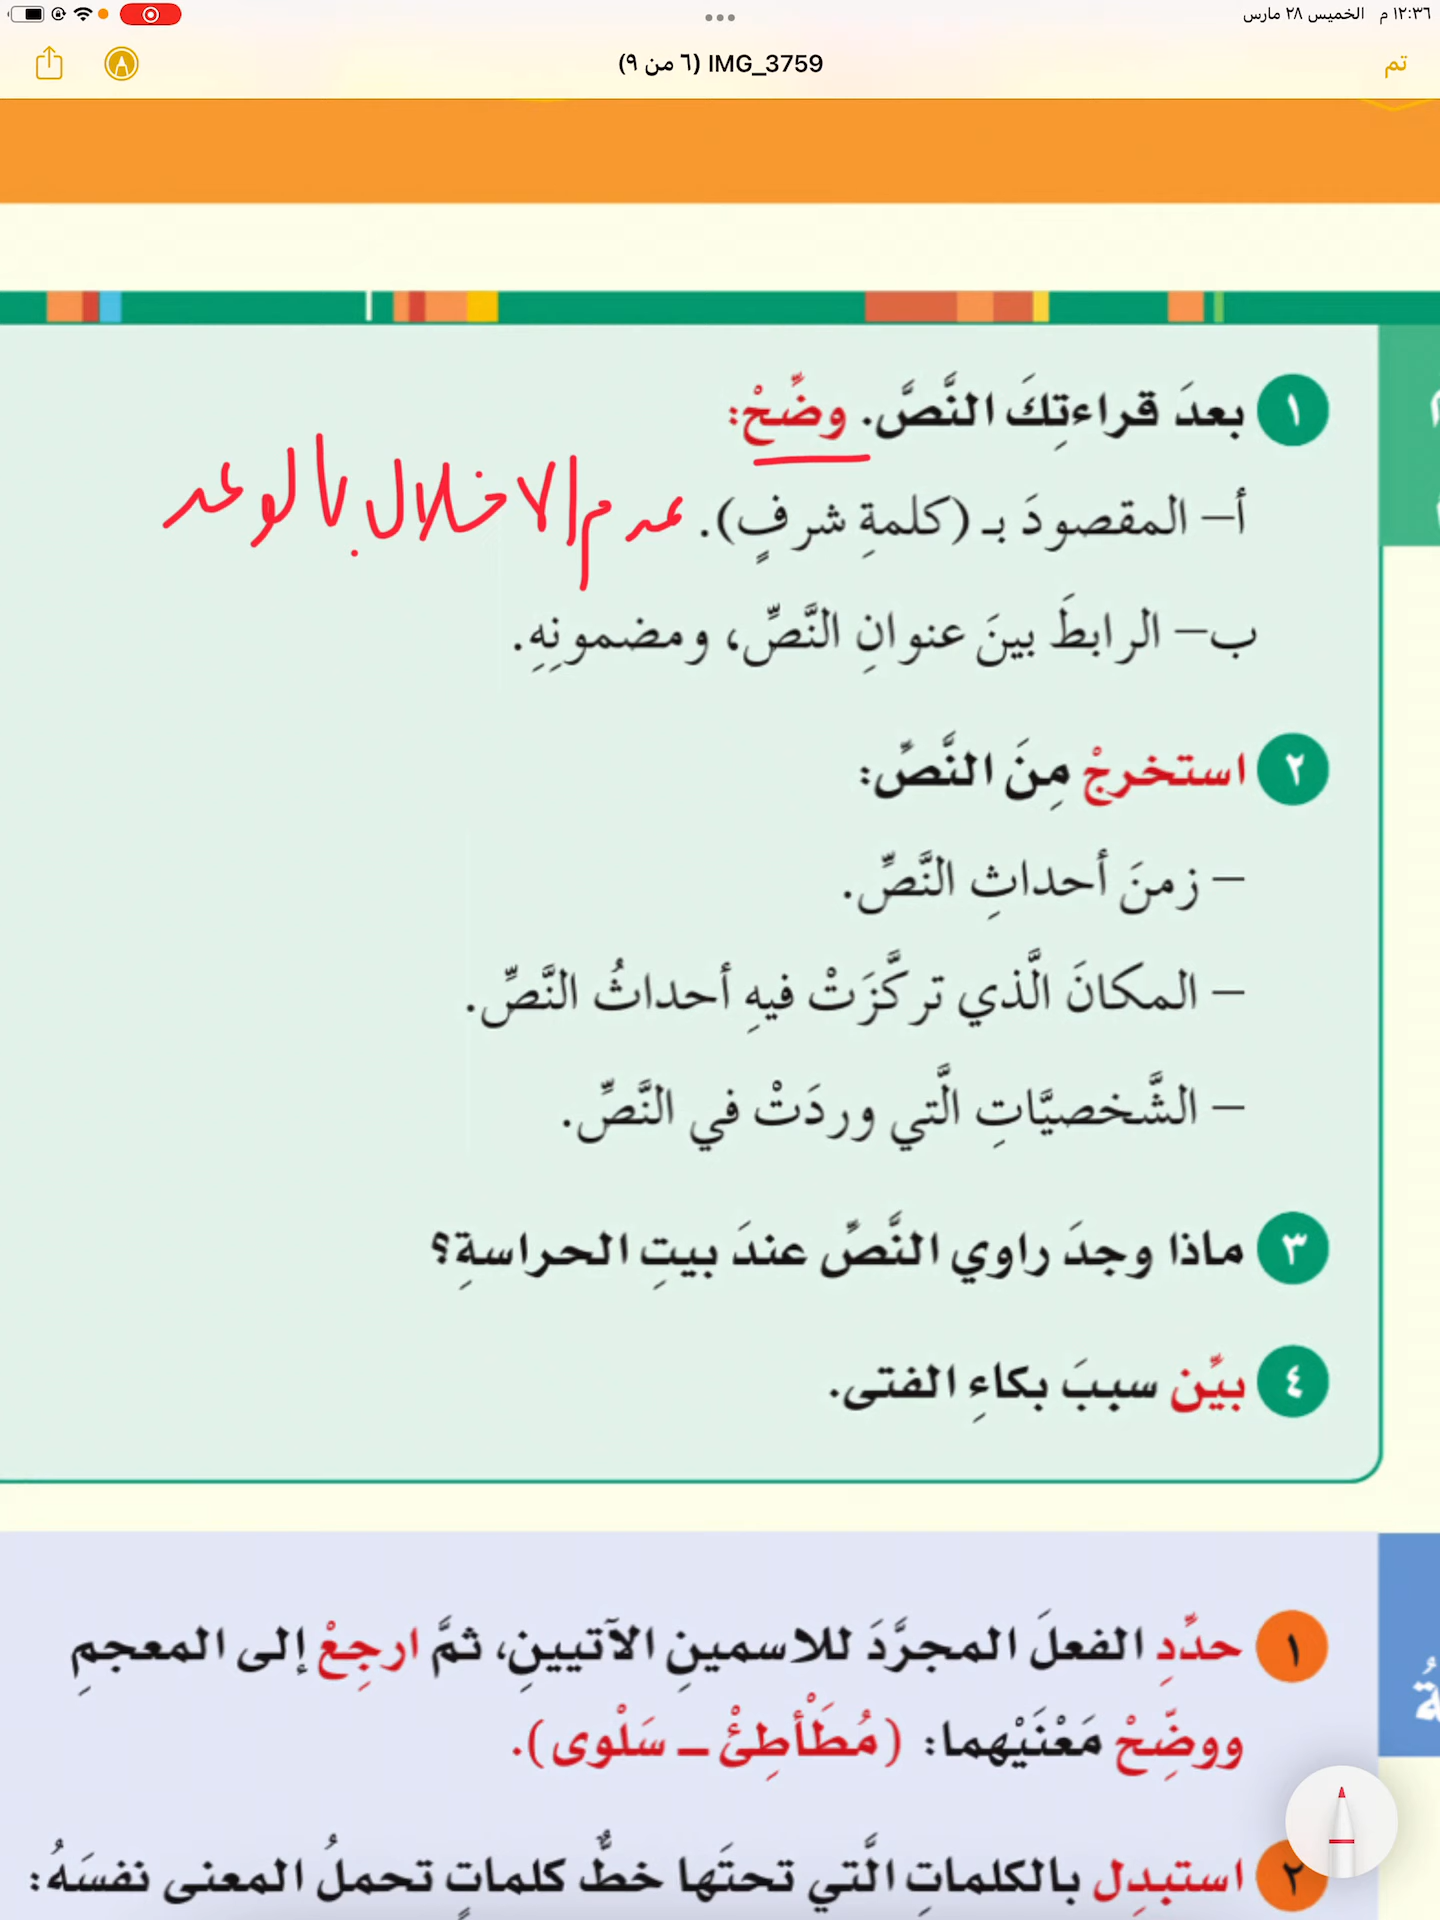 ١٢:٣٦ م الخميس ٢٨ مارس
تم
IMG_3759 (٦ من ٩)
١ بعدَ قراءتِكَ النَّصَّ. وضِّحْ:
أ– المقصودَ بـ (كلمةِ شرفٍ). عدم الاخلال بالوعد
ب– الرابطَ بينَ عنوانِ النَّصِّ، ومضمونِهِ.
٢ استخرجْ مِنَ النَّصِّ:
– زمنَ أحداثِ النَّصِّ.
– المكانَ الَّذي تركَّزَتْ فيهِ أحداثُ النَّصِّ.
– الشَّخصيَّاتِ الَّتي وردَتْ في النَّصِّ.
٣ ماذا وجدَ راوي النَّصِّ عندَ بيتِ الحراسةِ؟
٤ بيِّن سببَ بكاءِ الفتى.
١ حدِّدِ الفعلَ المجرَّدَ للاسمينِ الآتيينِ، ثمَّ ارجِعْ إلى المعجمِ
ووضِّحْ مَعْنَيْهما: (مُطَأْطِئْ – سَلْوى).
٢ استبدِل بالكلماتِ الَّتي تحتَها خطٌّ كلماتٍ تحملُ المعنى نفسَهُ: